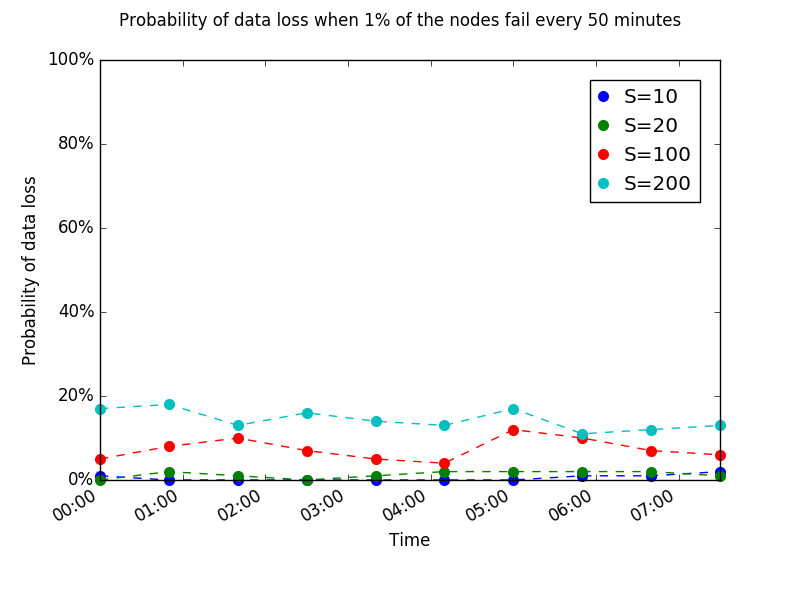 Probability of data loss when 1% of the nodes fail every 50 minutes
100%
80%
60%
40%
20%
0%
Probability of data loss
S=10
S=20
S=100
S=200
00:00
01:00
02:00
03:00
04:00
05:00
06:00
07:00
Time